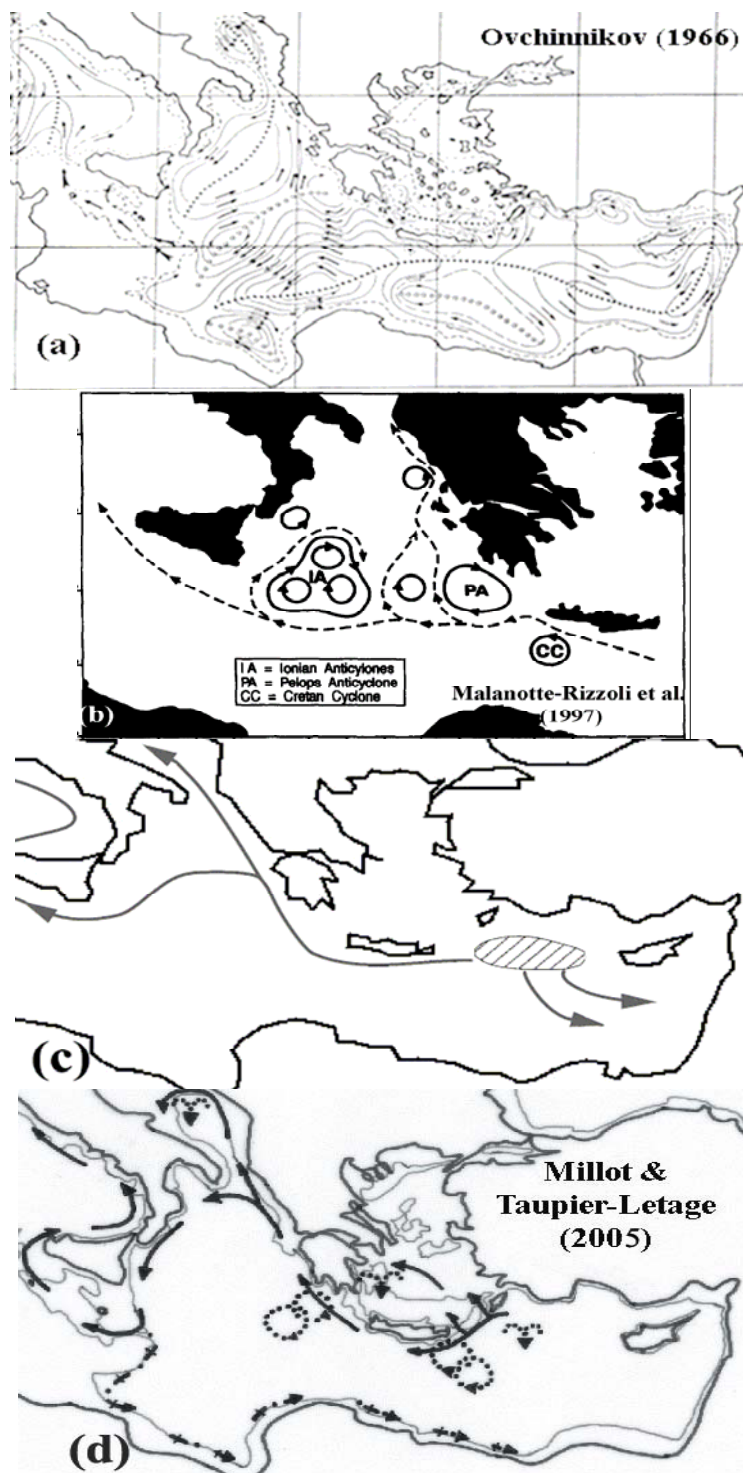 Ovchinnikov (1966)
(a)
IA
PA
CC
IA = Ionian Anticylones
PA = Pelops Anticyclone
CC = Cretan Cyclone
Malanotte-Rizzoli et al.
(1997)
(b)
(c)
Millot &
Taupier-Letage
(2005)
(d)